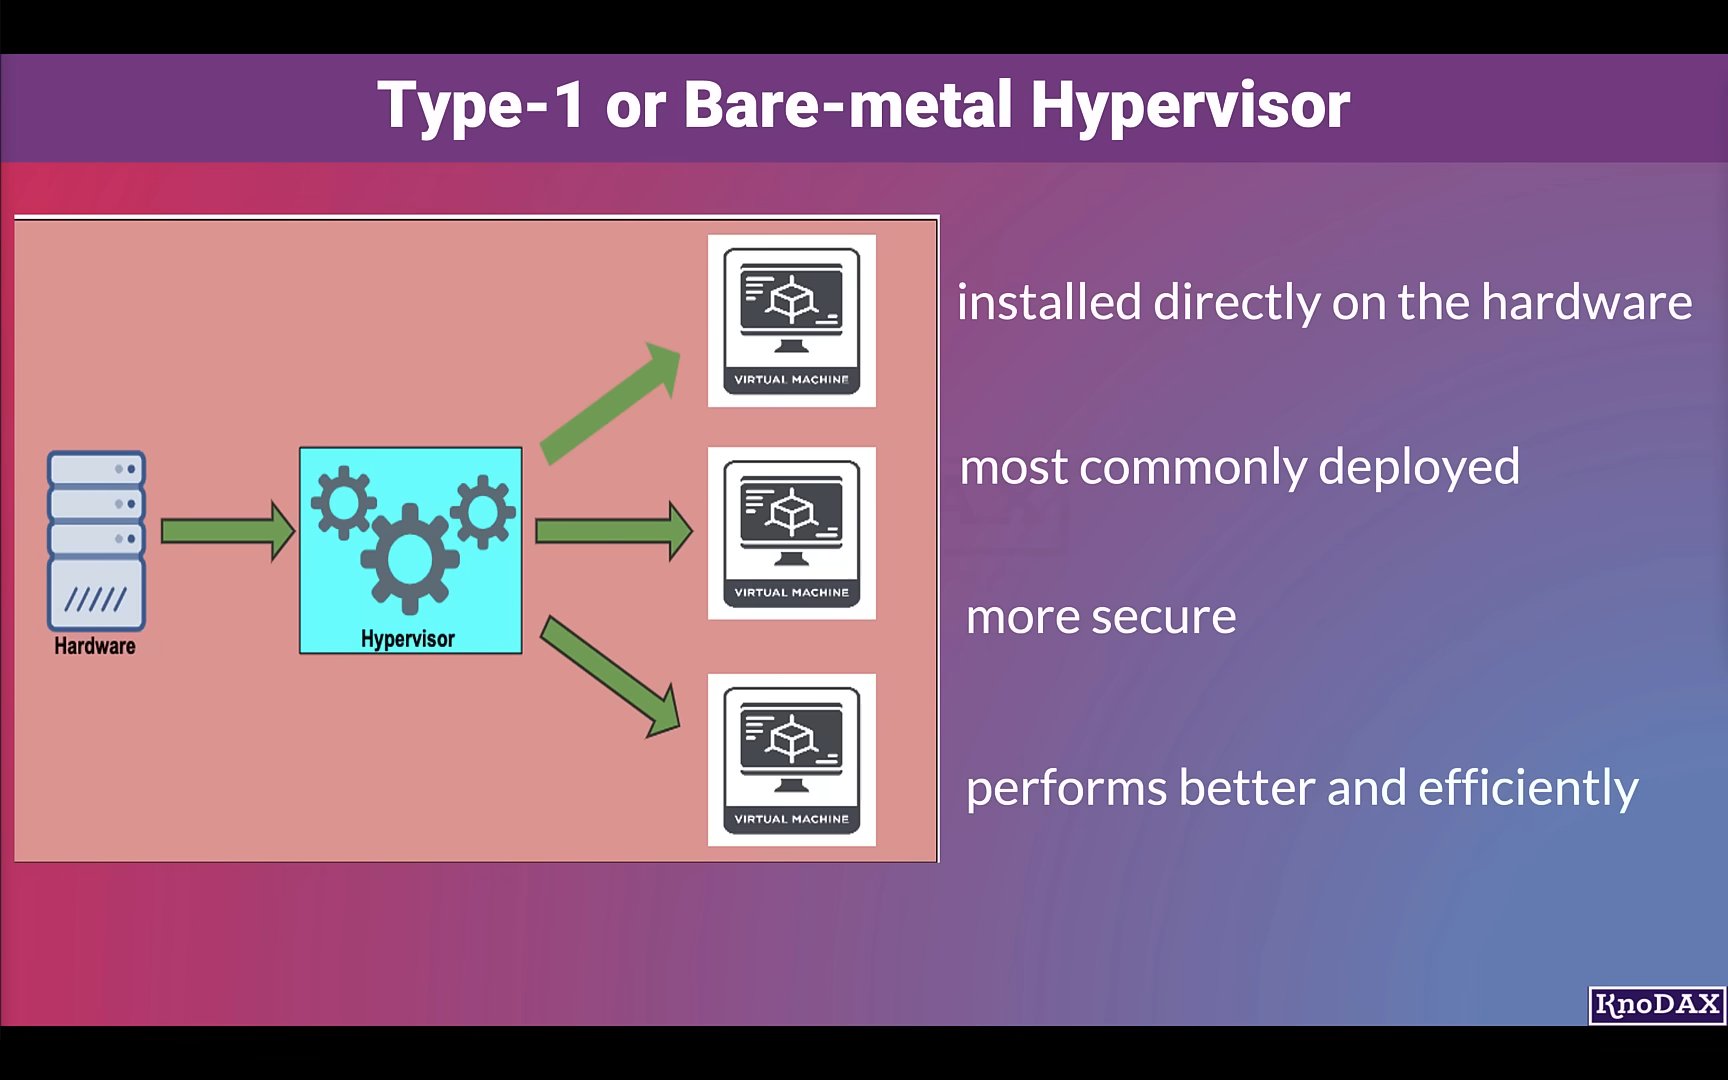 Type-1 or Bare-metal Hypervisor
VIRTUAL MACHINE
installed directly on the hardware
most commonly deployed
Hardware
Hypervisor
VIRTUAL MACHINE
more secure
VIRTUAL MACHINE
performs better and efficiently
KnoDAX